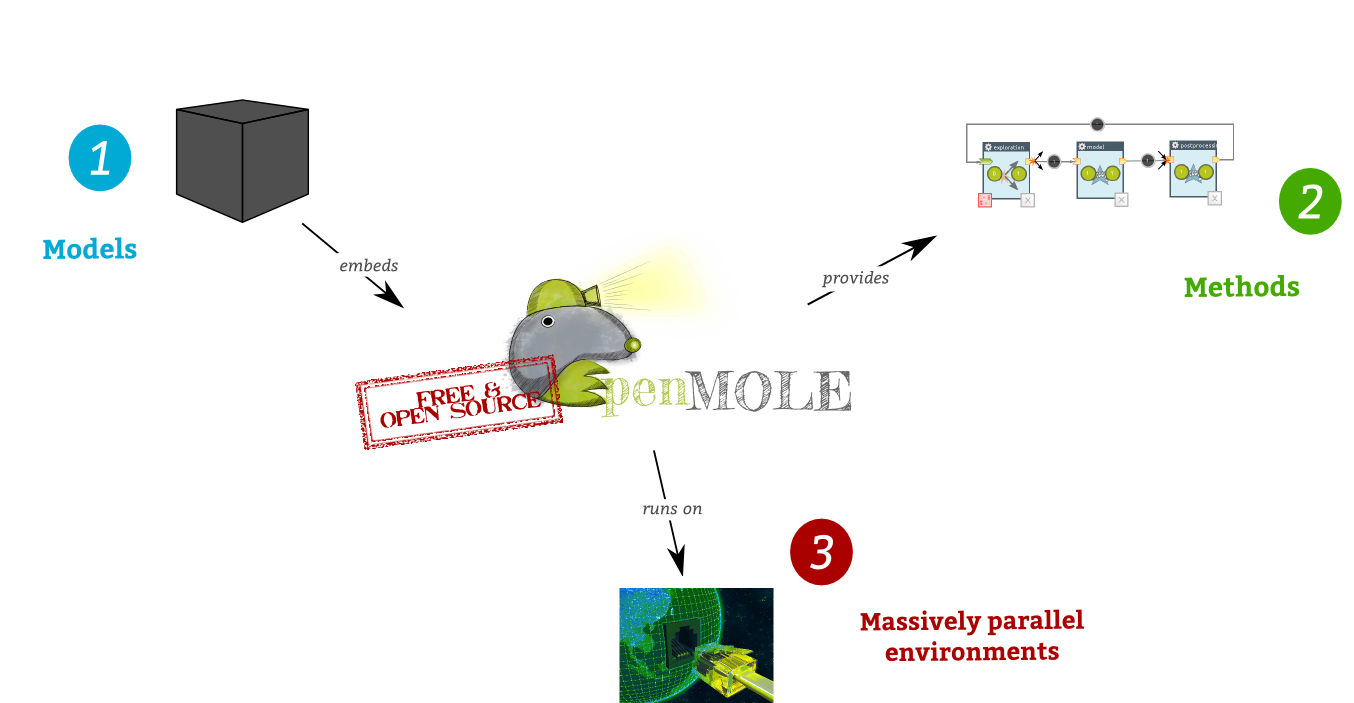 1
Models
embeds
exploration
model
postprocessi
2
provides
Methods
FREE &
OPEN SOURCE
penMOLE
runs on
3
Massively parallel
environments